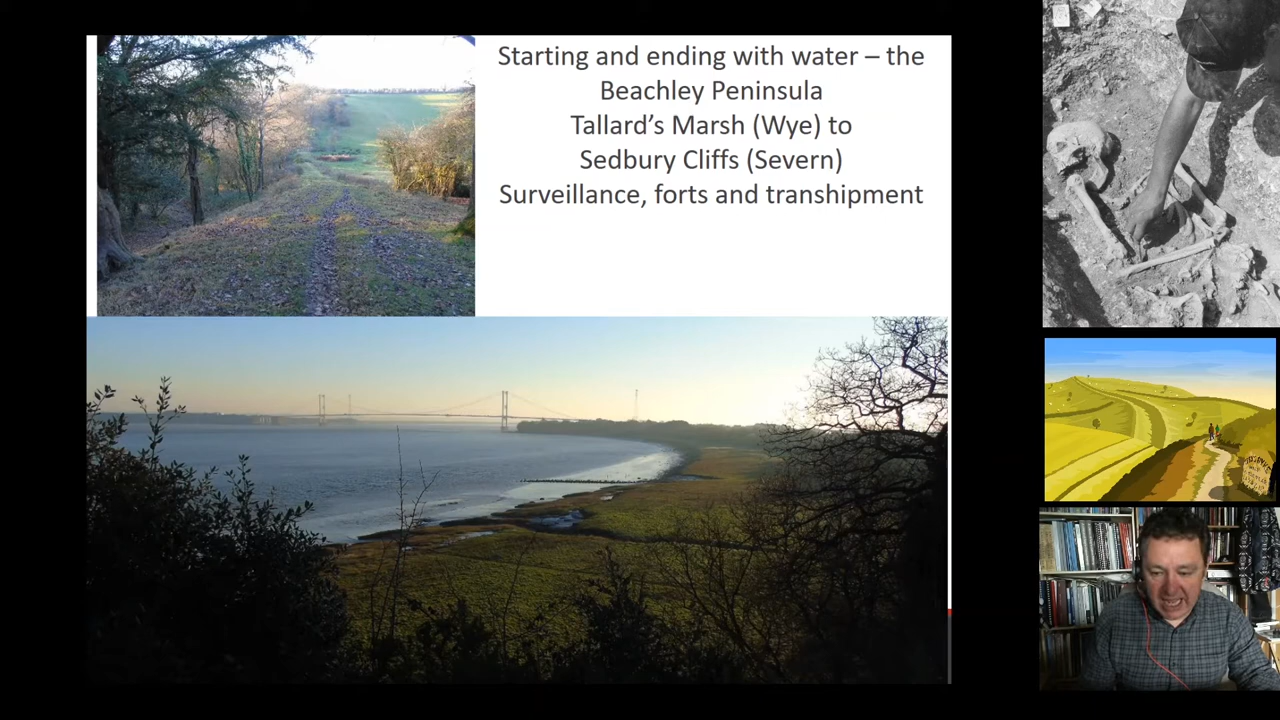 Starting and ending with water – the
Beachley Peninsula
Tallard's Marsh (Wye) to
Sedbury Cliffs (Severn)
Surveillance, forts and transhipment